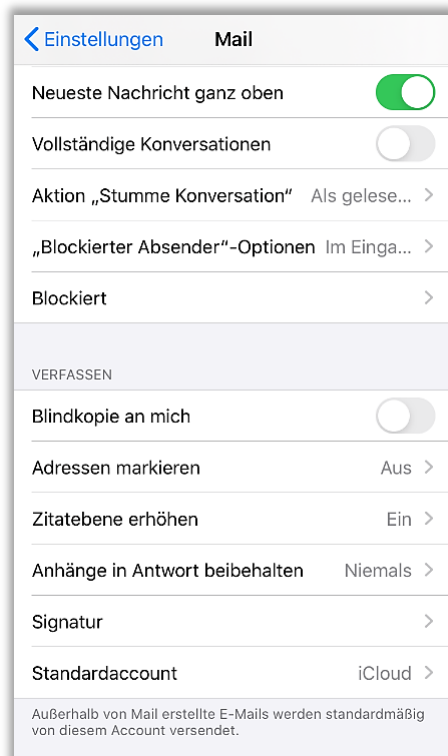 Einstellungen Mail
Neueste Nachricht ganz oben
Vollständige Konversationen
Aktion „Stumme Konversation“ Als gelese...
„Blockierter Absender“-Optionen Im Einga...
Blockiert
VERFASSEN
Blindkopie an mich
Adressen markieren Aus
Zitatebene erhöhen Ein
Anhänge in Antwort beibehalten Niemals
Signatur
Standardaccount iCloud
Außerhalb von Mail erstellte E-Mails werden standardmäßig
von diesem Account versendet.